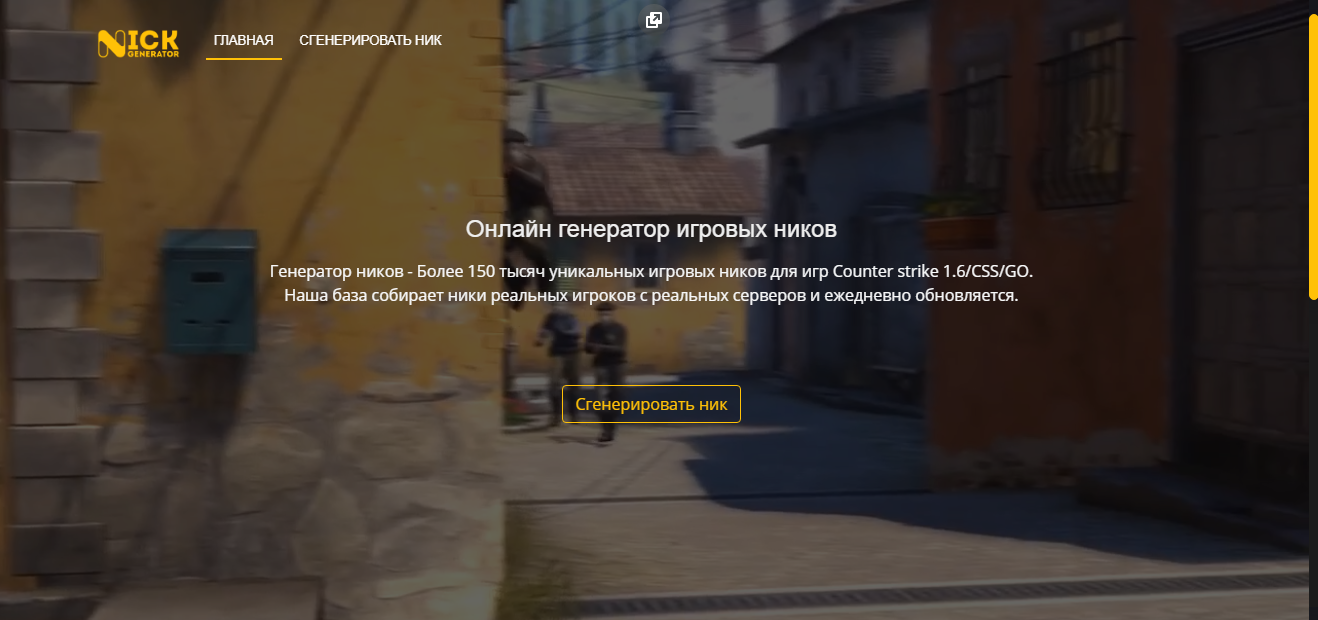 NICK
GENERATOR
ГЛАВНАЯ
СГЕНЕРИРОВАТЬ НИК
Онлайн генератор игровых ников
Генератор ников - Более 150 тысяч уникальных игровых ников для игр Counter strike 1.6/CSS/GO.
Наша база собирает ники реальных игроков с реальных серверов и ежедневно обновляется.
Сгенерировать ник